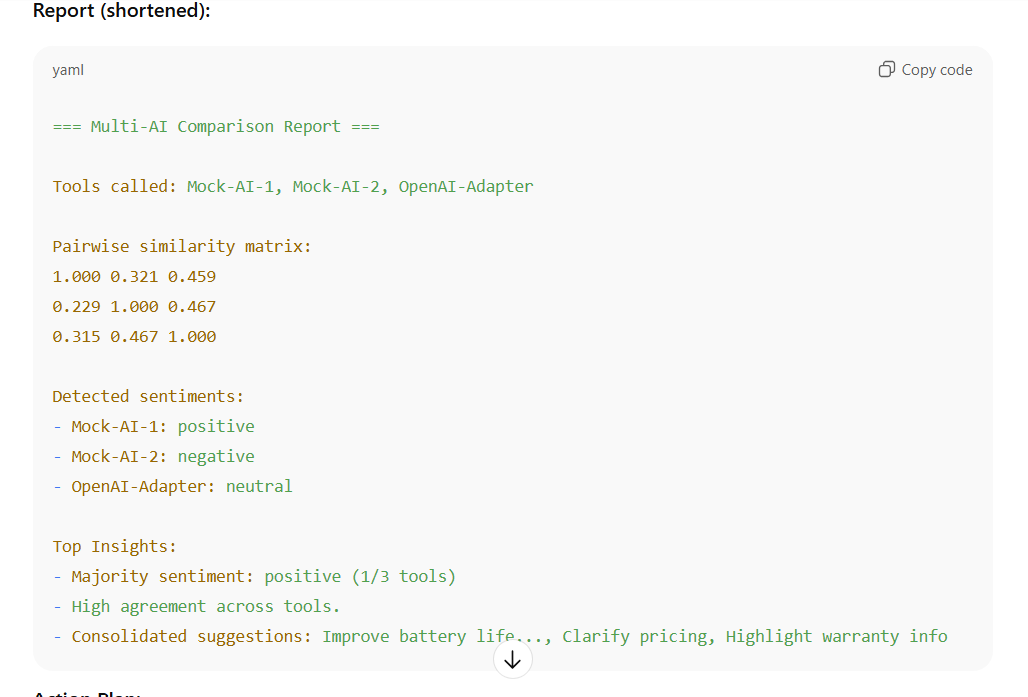 Report (shortened):
yaml
Copy code
=== Multi-AI Comparison Report ===
Tools called: Mock-AI-1, Mock-AI-2, OpenAI-Adapter
Pairwise similarity matrix:
1.000 0.321 0.459
0.229 1.000 0.467
0.315 0.467 1.000
Detected sentiments:
- Mock-AI-1: positive
- Mock-AI-2: negative
- OpenAI-Adapter: neutral
Top Insights:
- Majority sentiment: positive (1/3 tools)
- High agreement across tools.
- Consolidated suggestions: Improve battery life..., Clarify pricing, Highlight warranty info